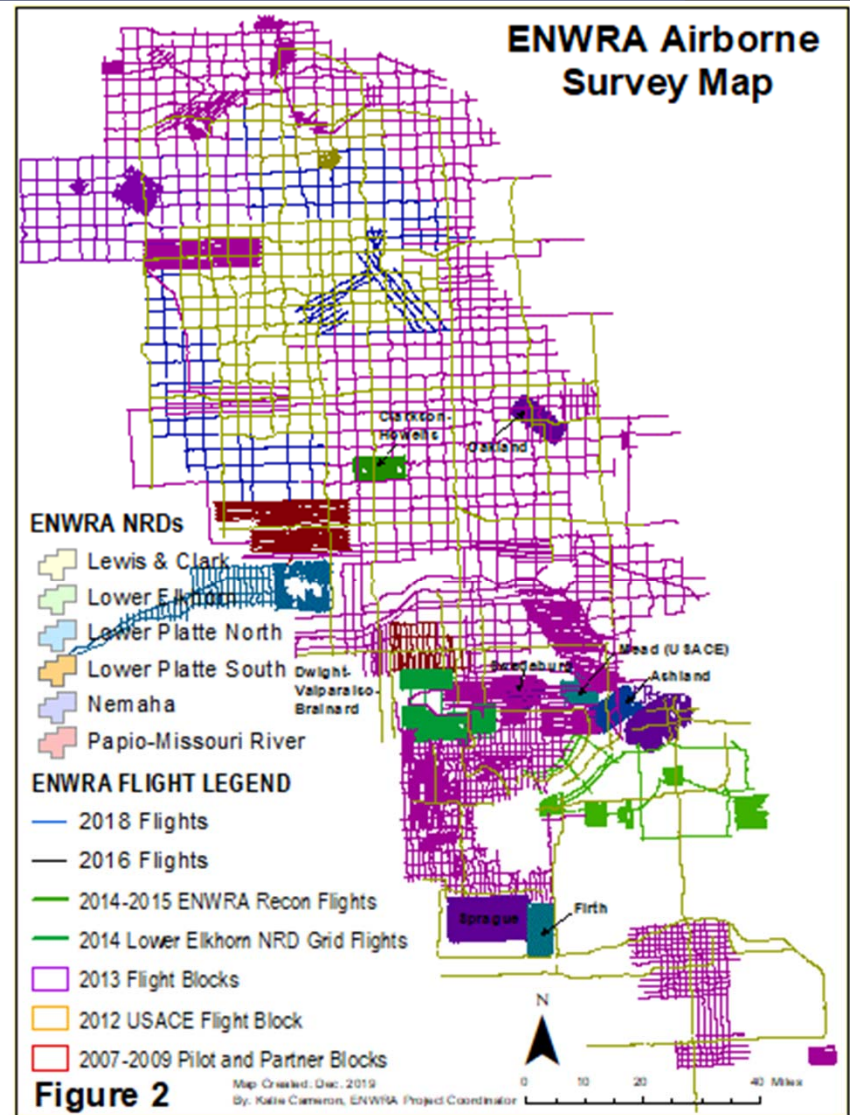 ENWRA Airborne
Survey Map
Clarkson-
Howells
Oakland
ENWRA NRDs
Lewis & Clark
Lower Elkhorn
Lower Platte North
Lower Platte South
Nemaha
Papio-Missouri River
Dwight-
Valparaiso-
Brainard
Swedeburg
Mead (USACE)
Ashland
ENWRA FLIGHT LEGEND
2018 Flights
2016 Flights
2014-2015 ENWRA Recon Flights
2014 Lower Elkhorn NRD Grid Flights
2013 Flight Blocks
2012 USACE Flight Block
2007-2009 Pilot and Partner Blocks
Sprague
Firth
N
0 10 20 40 Miles
Figure 2
Map Created: Dec. 2019
By: Katie Cameron, ENWRA Project Coordinator